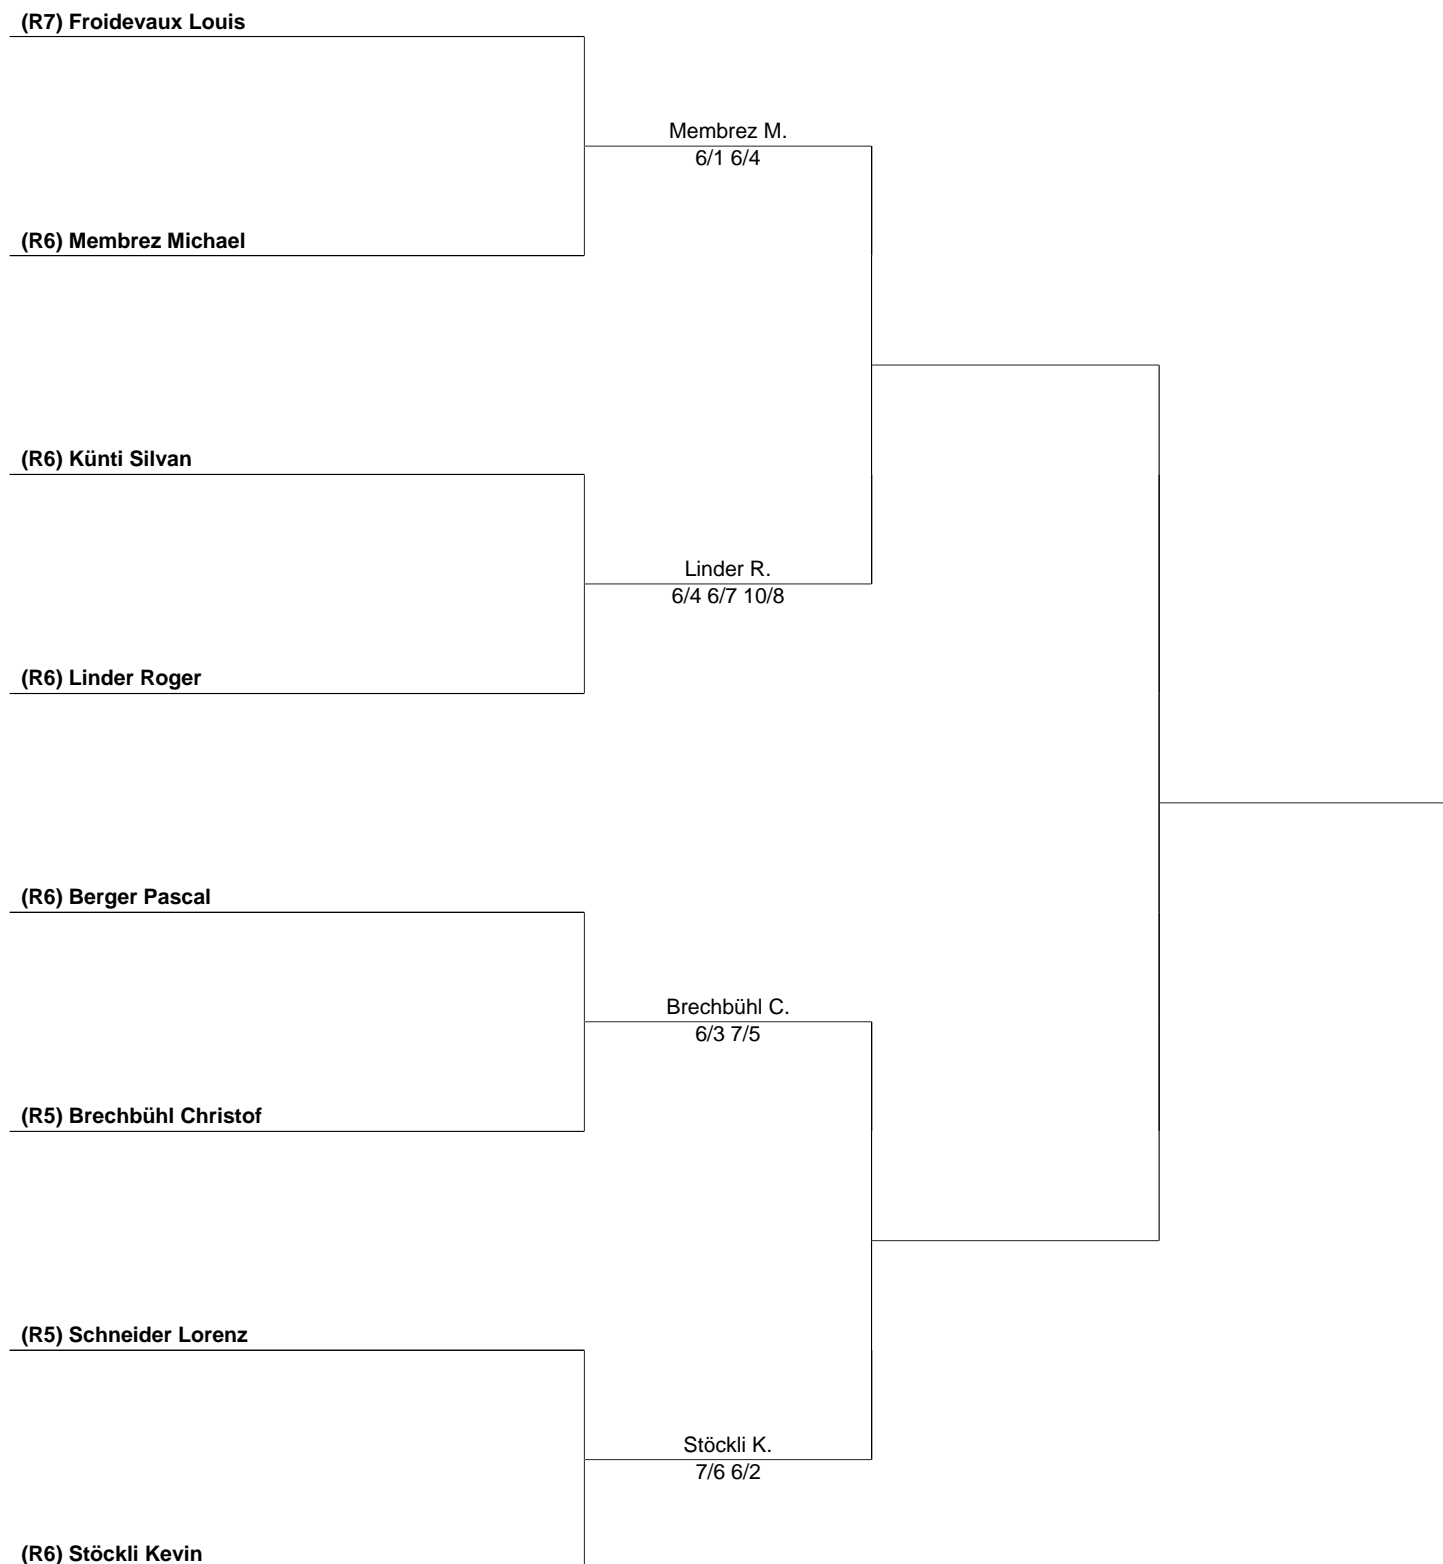 (R7) Froidevaux Louis
Membrez M.
6/1 6/4
(R6) Membrez Michael
(R6) Künti Silvan
Linder R.
6/4 6/7 10/8
(R6) Linder Roger
(R6) Berger Pascal
Brechbühl C.
6/3 7/5
(R5) Brechbühl Christof
(R5) Schneider Lorenz
Stöckli K.
7/6 6/2
(R6) Stöckli Kevin